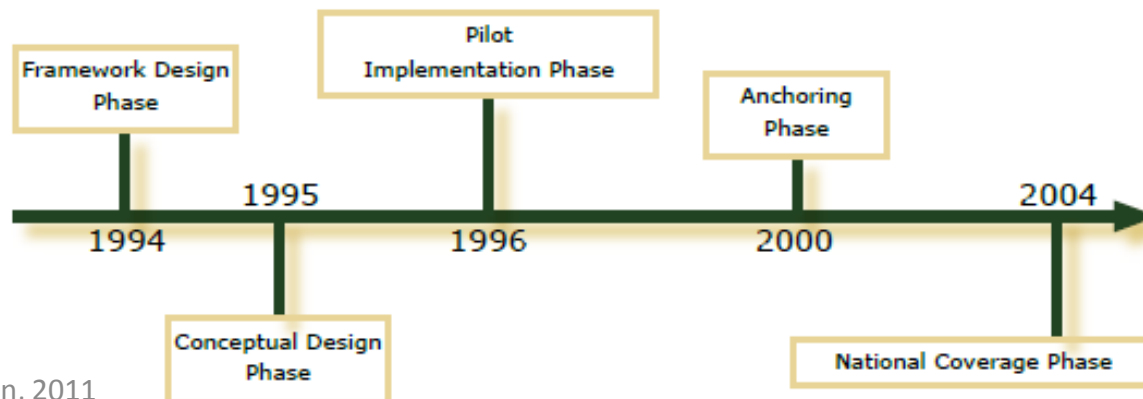 Pilot
Implementation Phase
Framework Design
Phase
Anchoring
Phase
1995
2004
1994
1996
2000
Conceptual Design
Phase
National Coverage Phase
n, 2011